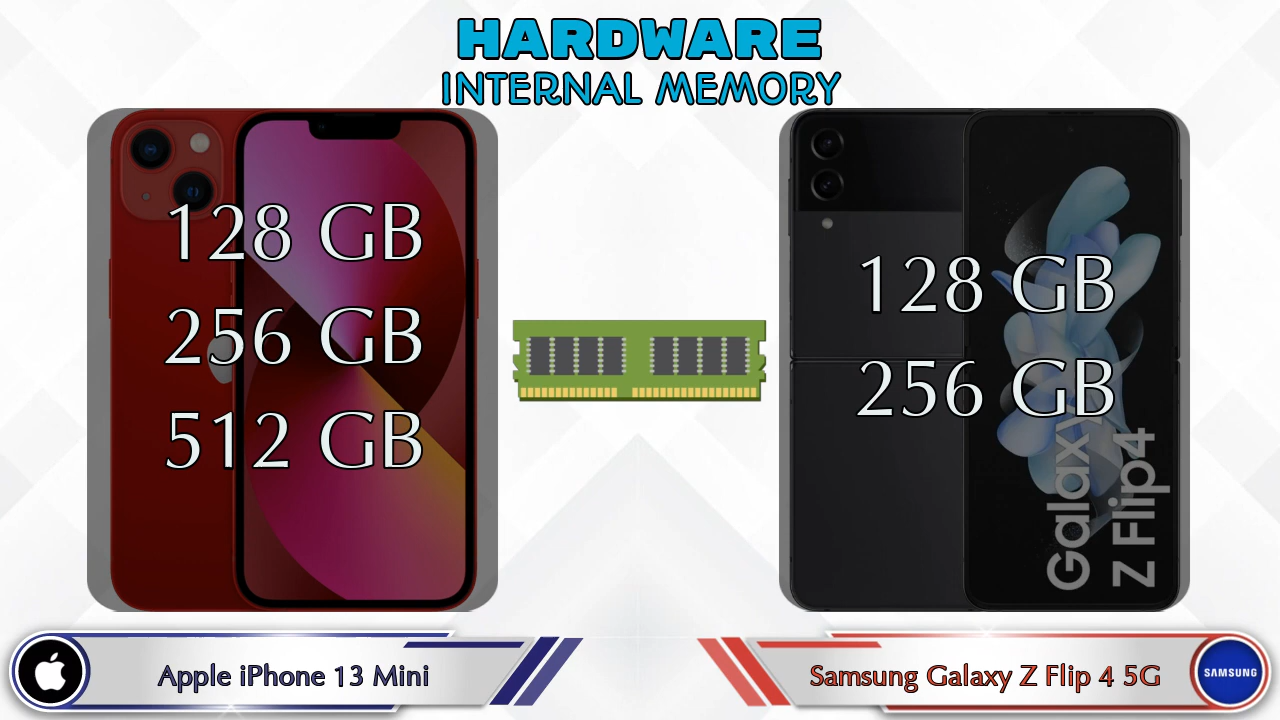 HARDWARE
INTERNAL MEMORY
128 GB
256 GB
512 GB
128 GB
256 GB
Galaxy
Z Flip4
Apple iPhone 13 Mini
Samsung Galaxy Z Flip 4 5G
SAMSUNG